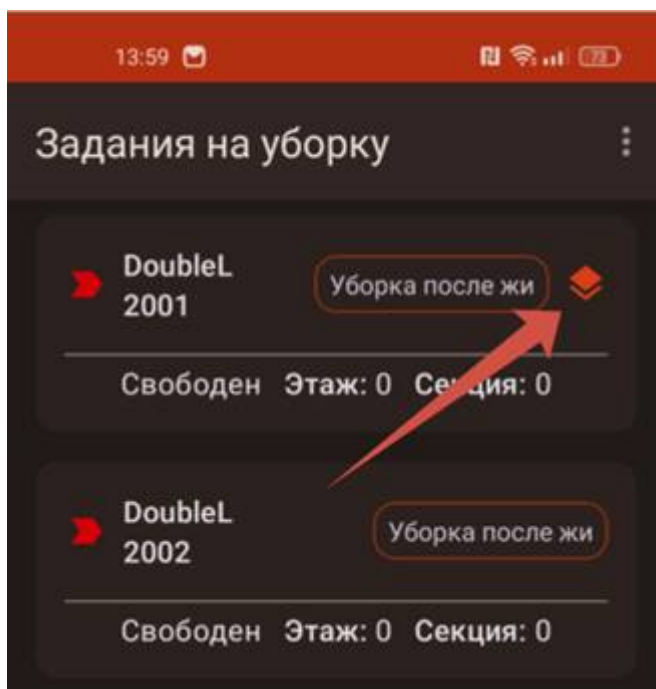 13:59
73
Задания на уборку
DoubleL
2001
Уборка после жи
Свободен Этаж: 0 Секция: 0
DoubleL
2002
Уборка после жи
Свободен Этаж: 0 Секция: 0